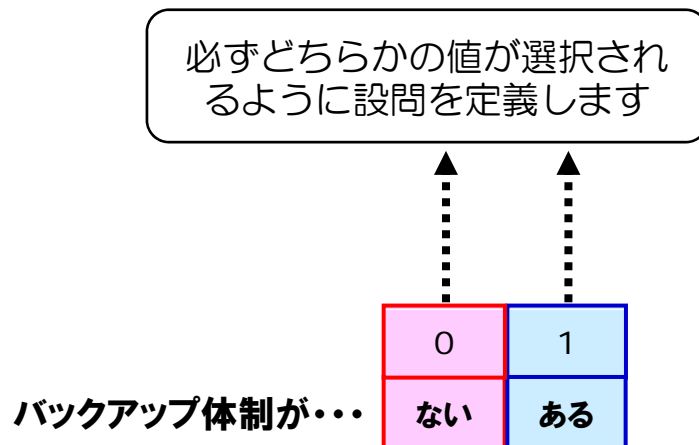 必ずどちらかの値が選択され
るように設問を定義します
0 1
バックアップ体制が・・・ ない ある